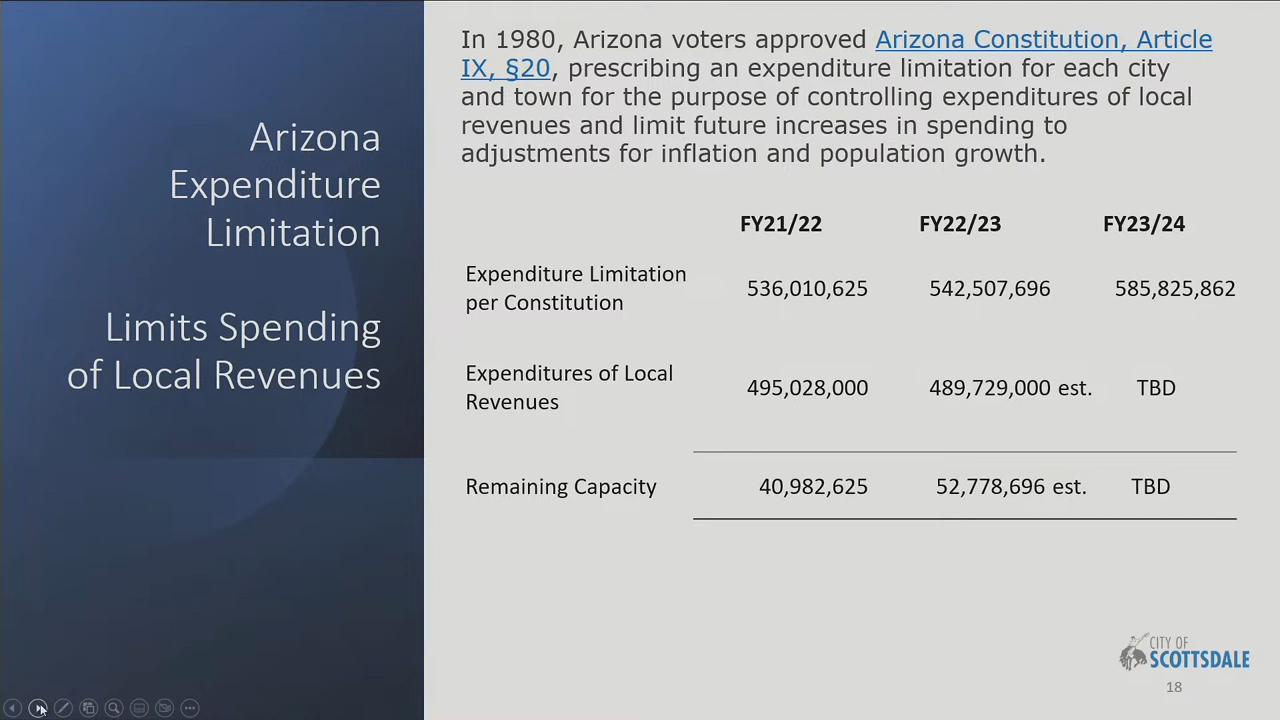 Arizona
Expenditure
Limitation
Limits Spending
of Local Revenues
In 1980, Arizona voters approved Arizona Constitution, Article
IX, §20, prescribing an expenditure limitation for each city
and town for the purpose of controlling expenditures of local
revenues and limit future increases in spending to
adjustments for inflation and population growth.
FY21/22 FY22/23 FY23/24
Expenditure Limitation
per Constitution 536,010,625 542,507,696 585,825,862
Expenditures of Local
Revenues 495,028,000 489,729,000 est. TBD
Remaining Capacity 40,982,625 52,778,696 est. TBD
CITY OF
SCOTTSDALE
18